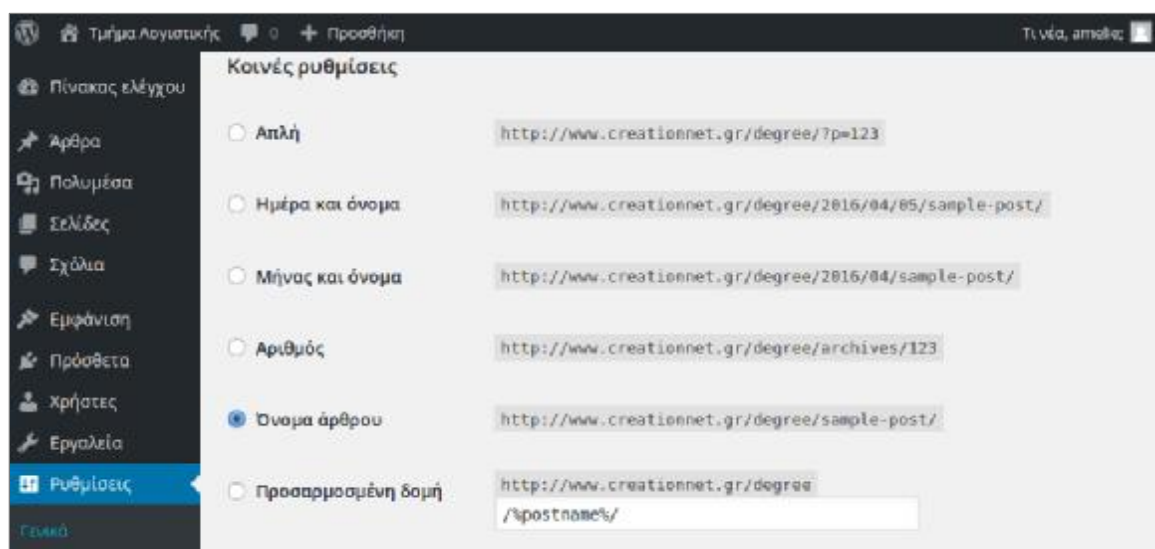 Τμήμα Λογιστικής 0 + Προσθήκη Τι νέα, amelie;
Κοινές ρυθμίσεις
Πίνακας ελέγχου
Άρθρα
Πολυμέσα
Σελίδες
Σχόλια
Εμφάνιση
Πρόσθετα
Χρήστες
Εργαλεία
Ρυθμίσεις
Γενικά
Απλή http://www.creationnet.gr/degree/?p=123
Ημέρα και όνομα http://www.creationnet.gr/degree/2016/04/05/sample-post/
Μήνας και όνομα http://www.creationnet.gr/degree/2016/04/sample-post/
Αριθμός http://www.creationnet.gr/degree/archives/123
Όνομα άρθρου http://www.creationnet.gr/degree/sample-post/
Προσαρμοσμένη δομή http://www.creationnet.gr/degree
/%postname%/